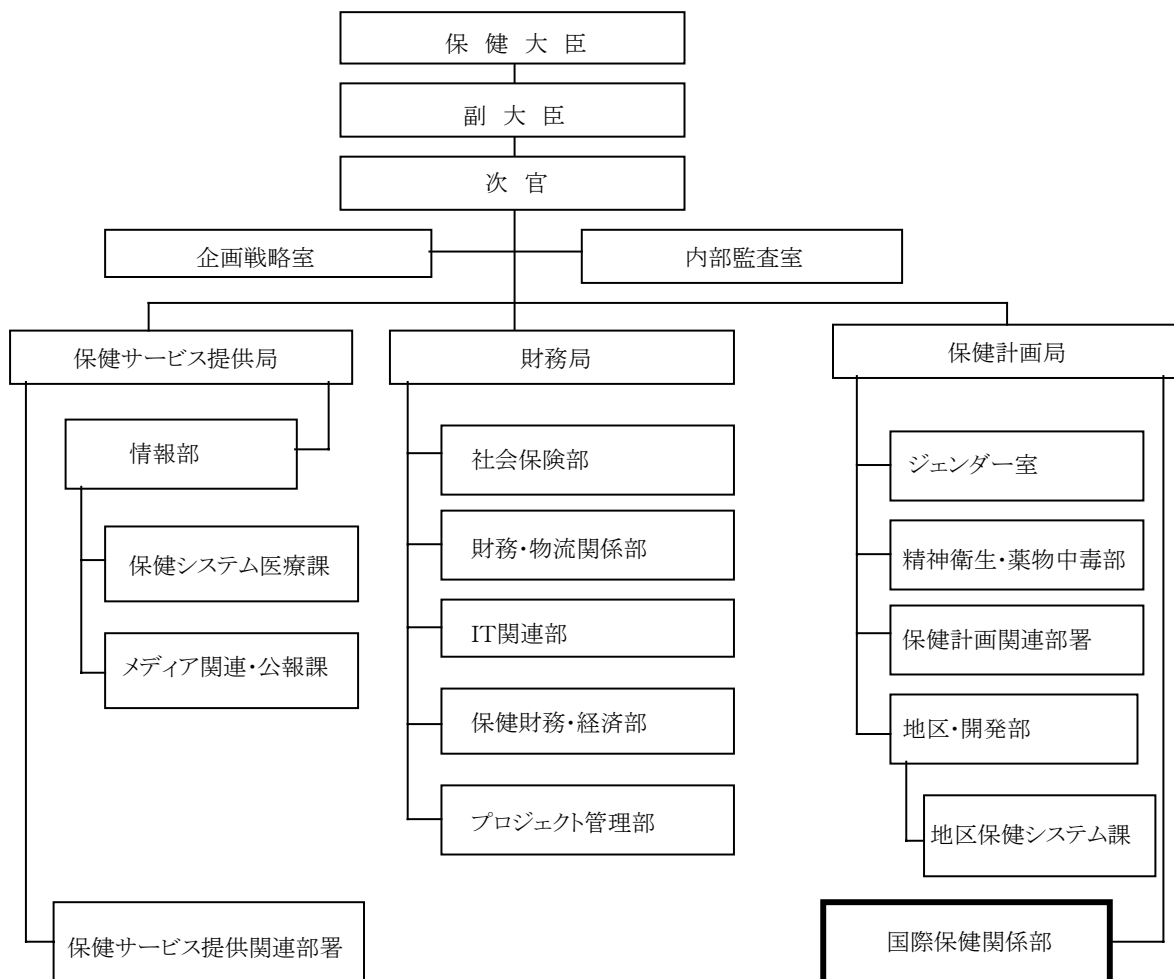 保 健 大 臣
副 大 臣
次 官
企画戦略室
内部監査室
保健サービス提供局
財務局
保健計画局
情報部
保健システム医療課
メディア関連・公報課
保健サービス提供関連部署
社会保険部
財務・物流関係部
IT関連部
保健財務・経済部
プロジェクト管理部
ジェンダー室
精神衛生・薬物中毒部
保健計画関連部署
地区・開発部
地区保健システム課
国際保健関係部